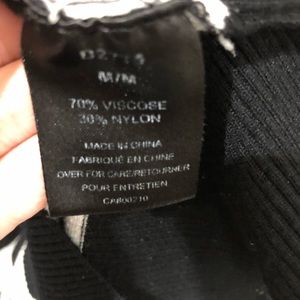 M/M
70% VISCOSE
30% NYLON
MADE IN CHINA
FABRIQUÉ EN CHINE
OVER FOR CARE/RETOURNER
POUR ENTRETIEN